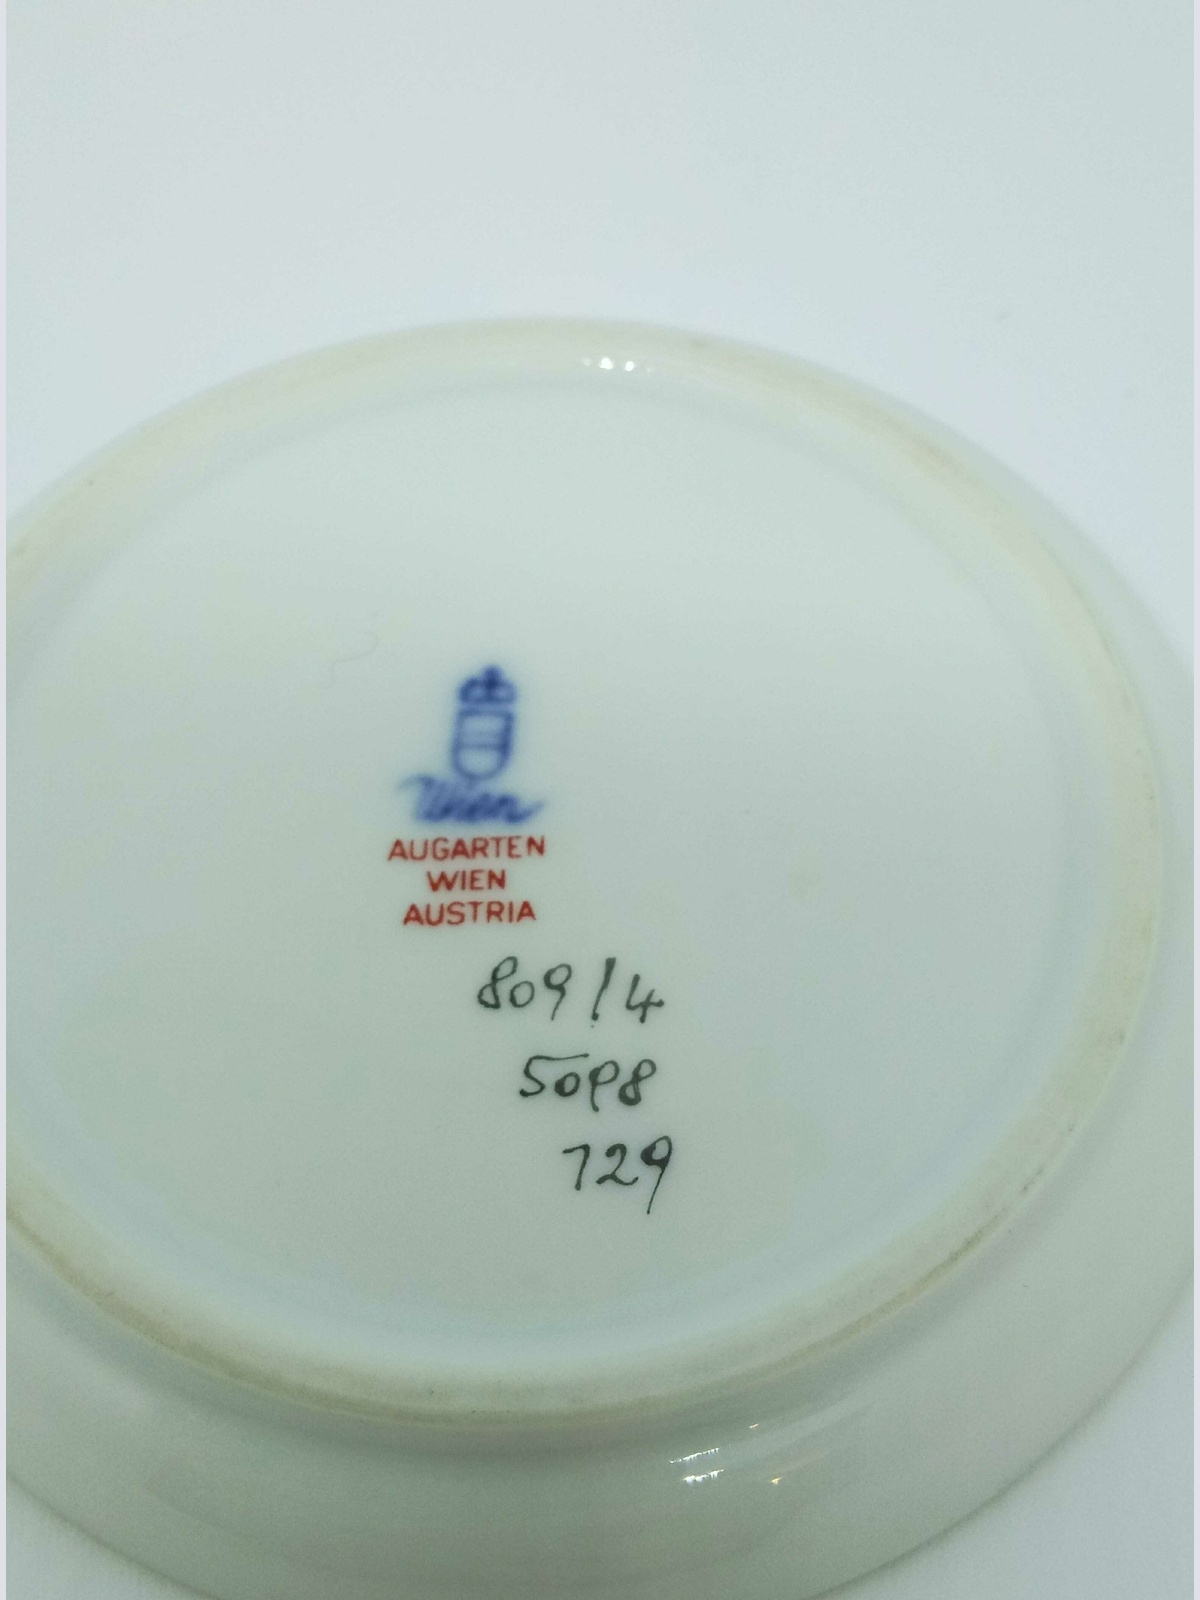 Wien
AUGARTEN
WIEN
AUSTRIA
809/4
5098
729